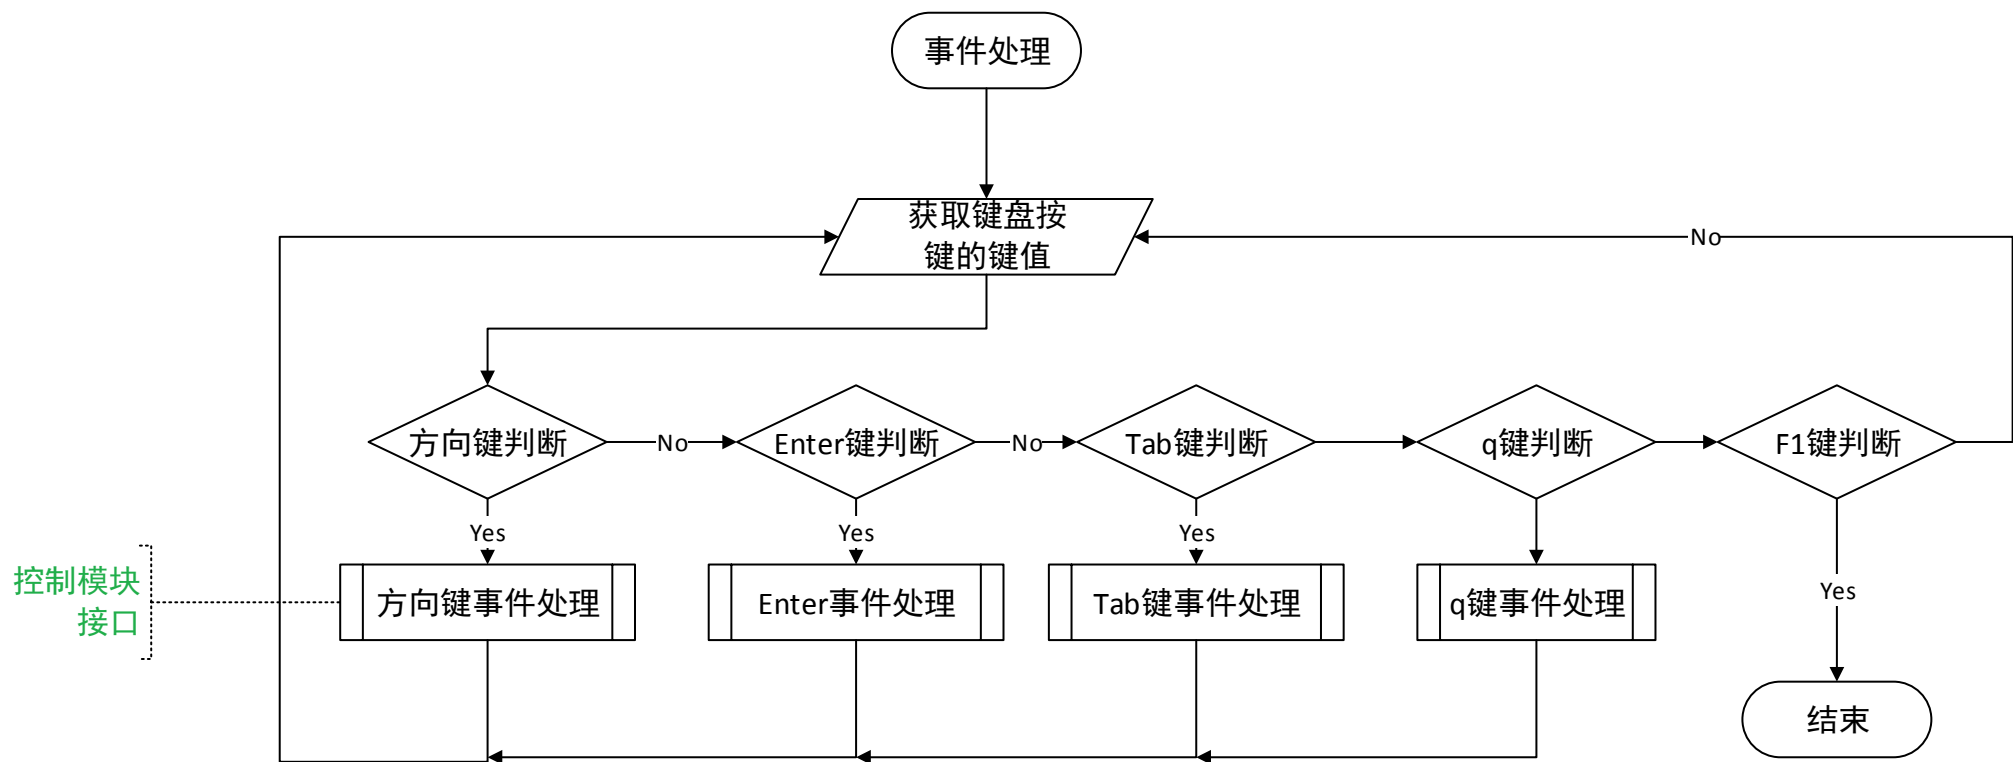 事件处理
获取键盘按
键的键值
No
方向键判断
No
Enter键判断
No
Tab键判断
q键判断
F1键判断
Yes
Yes
Yes
Yes
控制模块
接口
方向键事件处理
Enter事件处理
Tab键事件处理
q键事件处理
结束